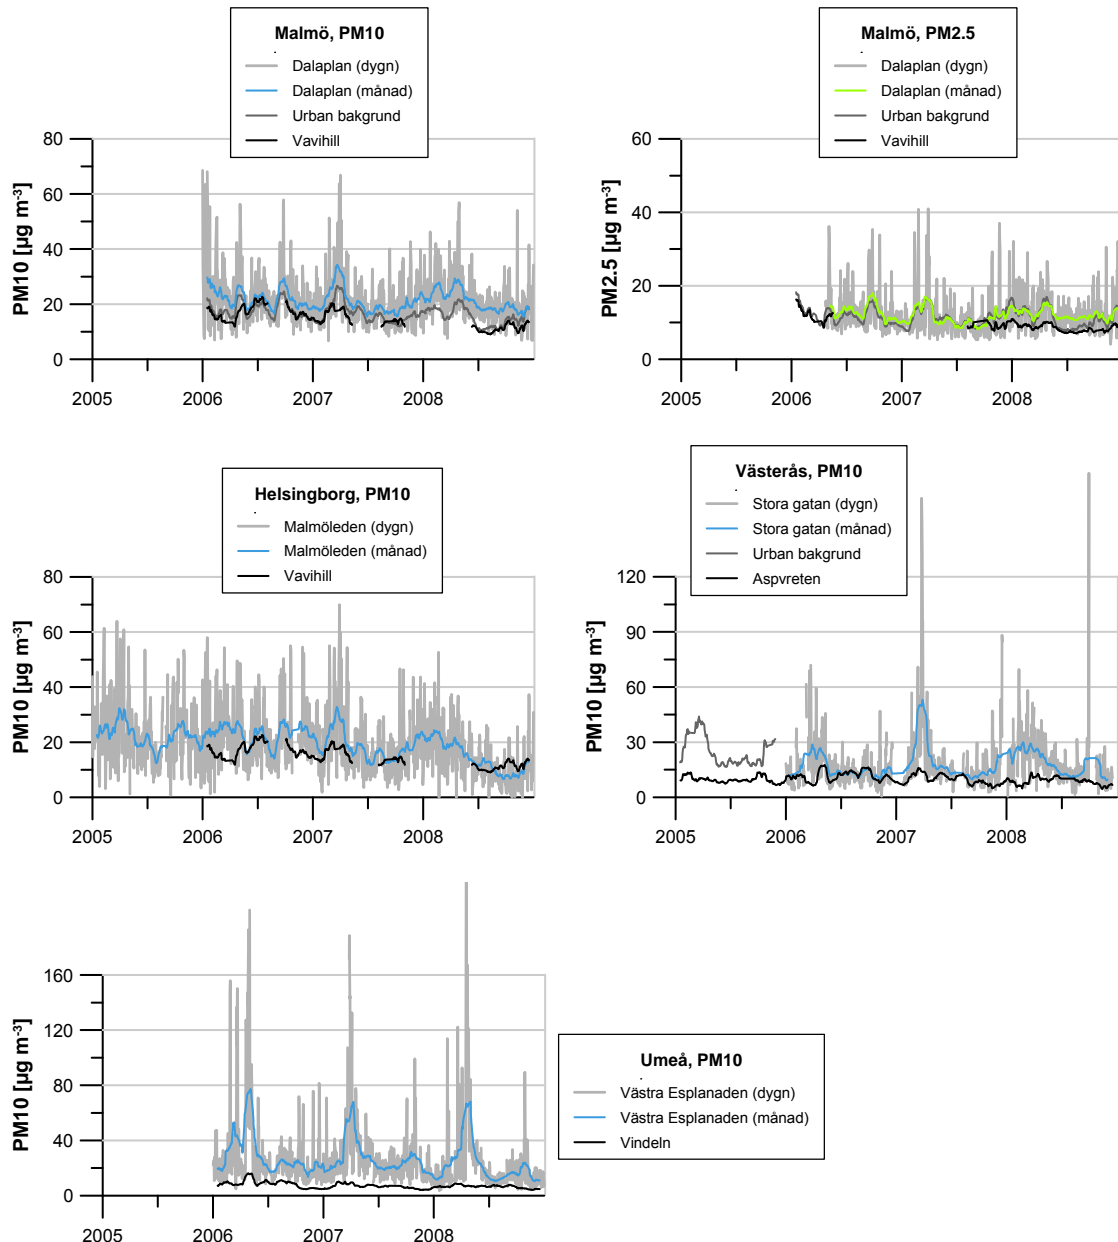 Malmö, PM10
Dalaplan (dygn)
Dalaplan (månad)
Urban bakgrund
Vavihill
PM10 [µg m-3]
80
60
40
20
0
2005
2006
2007
2008
Malmö, PM2.5
Dalaplan (dygn)
Dalaplan (månad)
Urban bakgrund
Vavihill
PM2.5 [µg m-3]
60
40
20
0
2005
2006
2007
2008
Helsingborg, PM10
Malmöleden (dygn)
Malmöleden (månad)
Vavihill
PM10 [µg m-3]
80
60
40
20
0
2005
2006
2007
2008
Västerås, PM10
Stora gatan (dygn)
Stora gatan (månad)
Urban bakgrund
Aspvreten
PM10 [µg m-3]
120
90
60
30
0
2005
2006
2007
2008
PM10 [µg m-3]
160
120
80
40
0
2005
2006
2007
2008
Umeå, PM10
Västra Esplanaden (dygn)
Västra Esplanaden (månad)
Vindeln